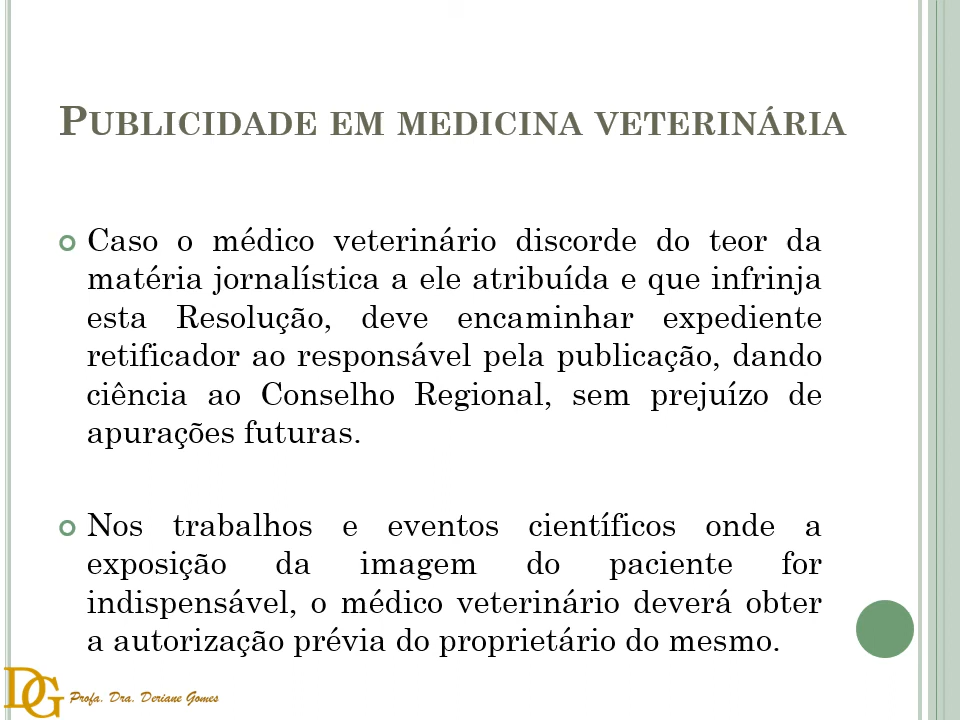 PUBLICIDADE EM MEDICINA VETERINÁRIA
Caso o médico veterinário discorde do teor da
matéria jornalística a ele atribuída e que infrinja
esta Resolução, deve encaminhar expediente
retificador ao responsável pela publicação, dando
ciência ao Conselho Regional, sem prejuízo de
apurações futuras.
Nos trabalhos e eventos científicos onde a
exposição da imagem do paciente for
indispensável, o médico veterinário deverá obter
a autorização prévia do proprietário do mesmo.
DG Profa. Dra. Deriane Gomes